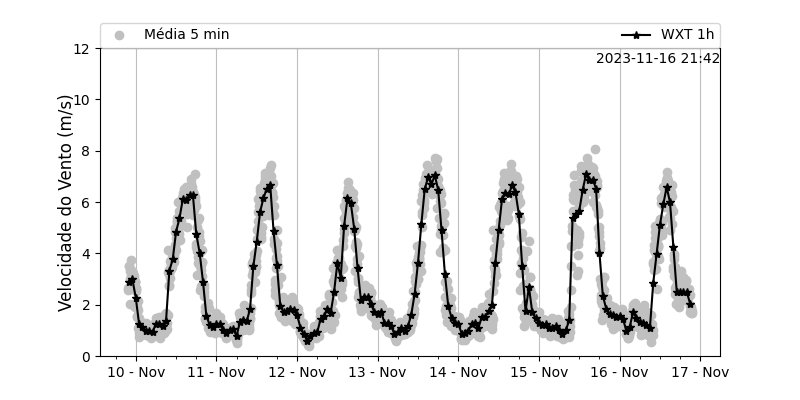 Média 5 min
WXT 1h
2023-11-16 21:42
Velocidade do Vento (m/s)
12
10
8
6
4
2
0
10 - Nov
11 - Nov
12 - Nov
13 - Nov
14 - Nov
15 - Nov
16 - Nov
17 - Nov